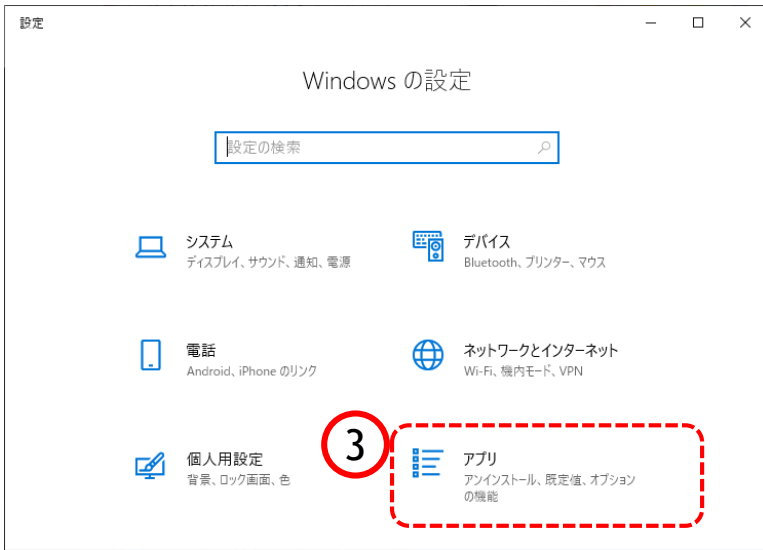 設定
Windows の設定
設定の検索
システム
ディスプレイ、サウンド、通知、電源
デバイス
Bluetooth、プリンター、マウス
電話
Android、iPhone のリンク
ネットワークとインターネット
Wi-Fi、機内モード、VPN
個人用設定
背景、ロック画面、色
3
アプリ
アンインストール、既定値、オプション
の機能